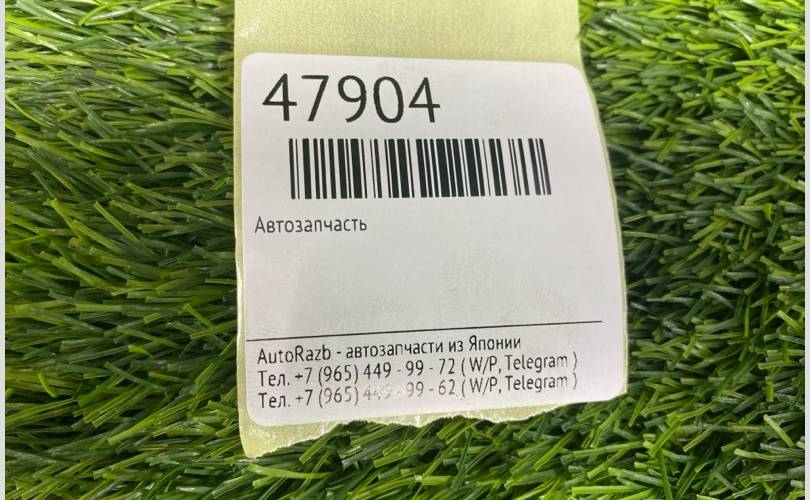 47904
Автозапчасть
AutoRazb - автозапчасти из Японии
Тел. +7 (965) 449 - 99 - 72 ( W/P, Telegram )
Тел. +7 (965) 449 - 99 - 62 ( W/P, Telegram )